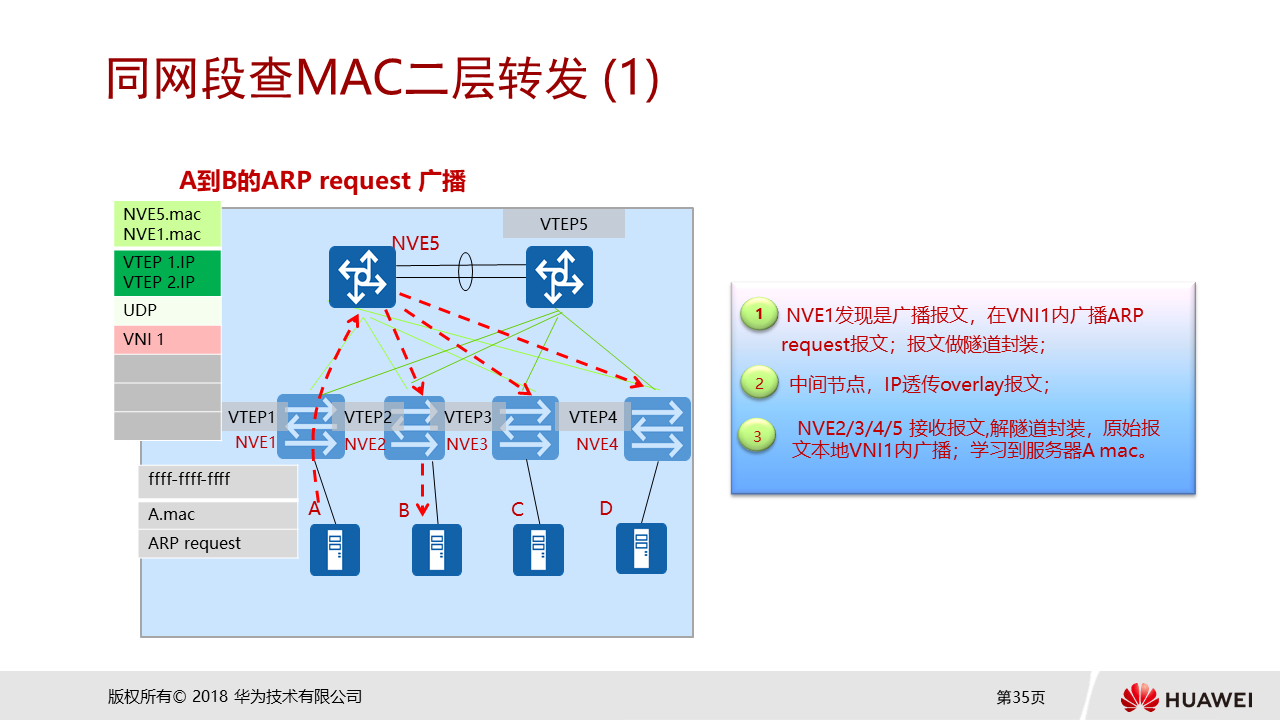 同网段查MAC二层转发 (1)
A到B的ARP request 广播
NVE5.mac
NVE1.mac
VTEP 1.IP
VTEP 2.IP
UDP
VNI 1
VTEP5
NVE5
VTEP1
VTEP2
VTEP3
VTEP4
NVE1
NVE2
NVE3
NVE4
ffff-ffff-ffff
A.mac
ARP request
A
B
C
D
1 NVE1发现是广播报文，在VNI1内广播ARP
request报文；报文做隧道封装；
2 中间节点，IP透传overlay报文；
3 NVE2/3/4/5 接收报文,解隧道封装，原始报
文本地VNI1内广播；学习到服务器A mac。
版权所有© 2018 华为技术有限公司
第35页
HUAWEI